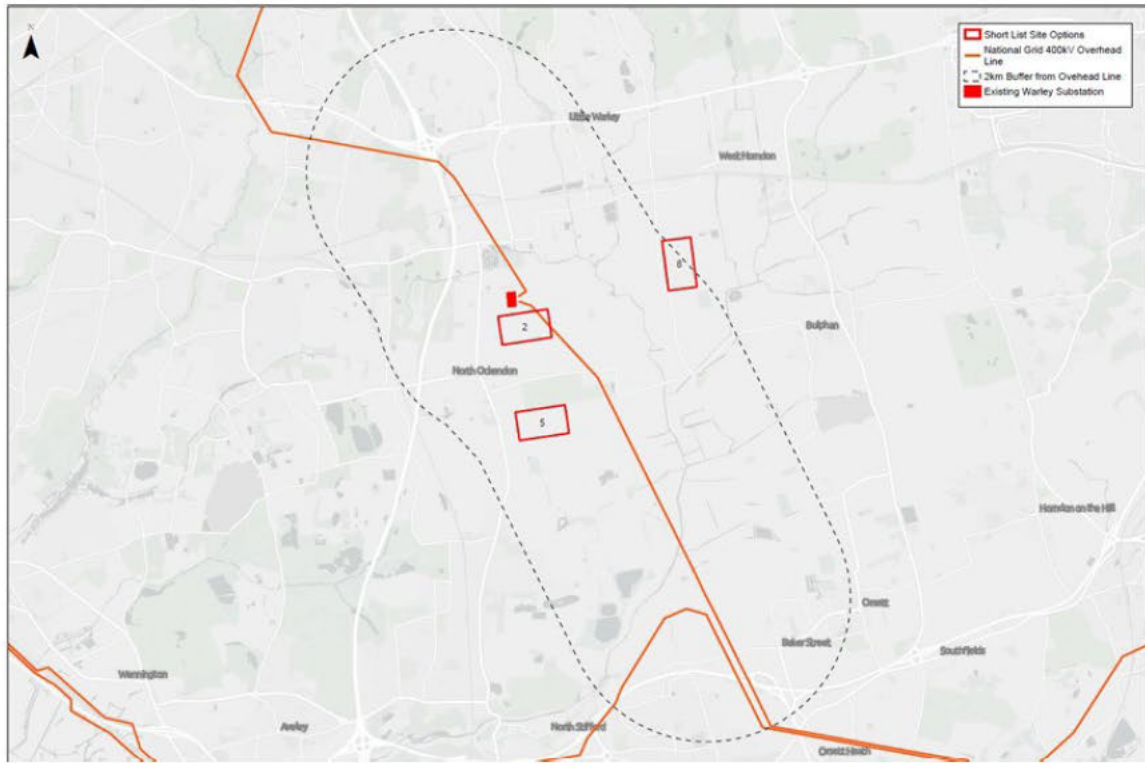 N
Short List Site Options
National Grid 400kV Overhead
Line
2km Buffer from Ovehead Line
Existing Warley Substation
Little Warley
West Horndon
6
Bulphan
2
North Ockendon
5
Horndon on the Hill
Orsett
Baker Street
Southfields
Wennington
Aveley
North Stifford
Orsett Heath